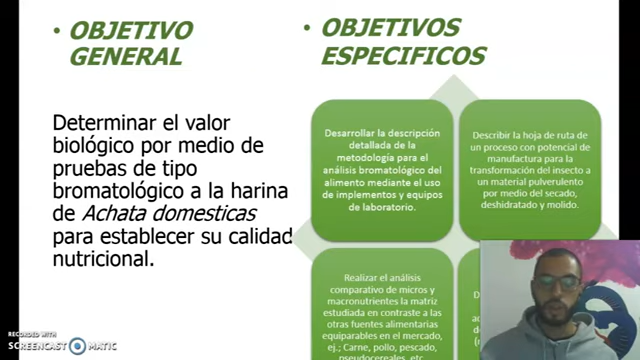 • OBJETIVO
GENERAL
Determinar el valor
biológico por medio de
pruebas de tipo
bromatológico a la harina
de Achata domesticas
para establecer su calidad
nutricional.
• OBJETIVOS
ESPECIFICOS
Desarrollar la descripción
detallada de la
metodología para el
análisis bromatológico del
alimento mediante el uso
de implementos y equipos
de laboratorio.
Describir la hoja de ruta de
un proceso con potencial de
manufactura para la
transformación del insecto a
un material pulverulento por
medio del secado,
deshidratado y molido.
Realizar el análisis
comparativo de micros y
macronutrientes la matriz
estudiada en contraste a las
otras fuentes alimentarias
equiparables en el mercado,
ej.; Carne, pollo, pescado,
pseudocereales, etc
RECORDED WITH
SCREENCAST MATIC